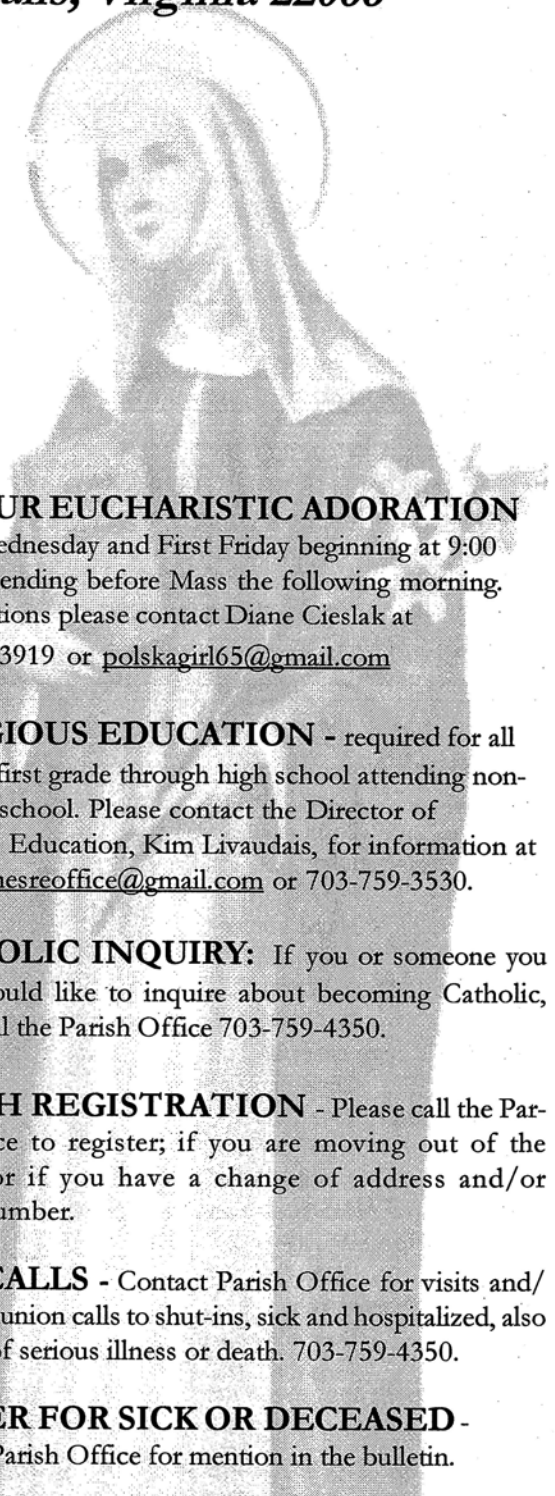 alls, Virginia 22066
UR EUCHARISTIC ADORATION
ednesday and First Friday beginning at 9:00
ending before Mass the following morning.
tions please contact Diane Cieslak at
3919 or polskagirl65@gmail.com
GIOUS EDUCATION - required for all
first grade through high school attending non-
school. Please contact the Director of
Education, Kim Livaudais, for information at
nesreoffice@gmail.com or 703-759-3530.
OLIC INQUIRY: If you or someone you
ould like to inquire about becoming Catholic,
ll the Parish Office 703-759-4350.
H REGISTRATION - Please call the Par-
ce to register; if you are moving out of the
or if you have a change of address and/or
umber.
CALLS - Contact Parish Office for visits and/
union calls to shut-ins, sick and hospitalized, also
of serious illness or death. 703-759-4350.
ER FOR SICK OR DECEASED -
Parish Office for mention in the bulletin.